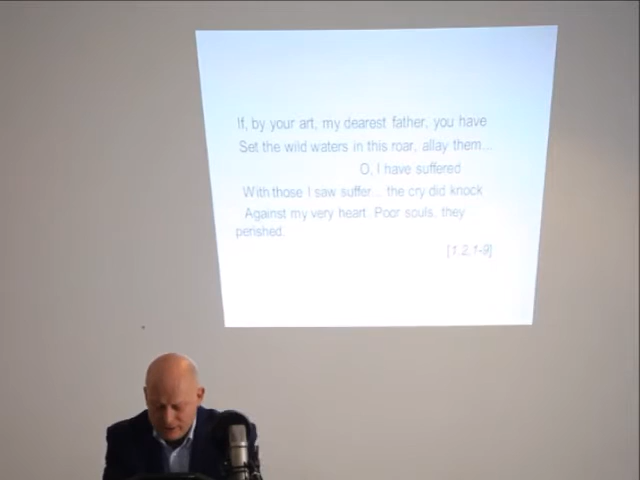 If, by your art, my dearest father, you have
Set the wild waters in this roar, allay them...
O, I have suffered
With those I saw suffer... the cry did knock
Against my very heart. Poor souls, they
perished.
[1.2.1-9]